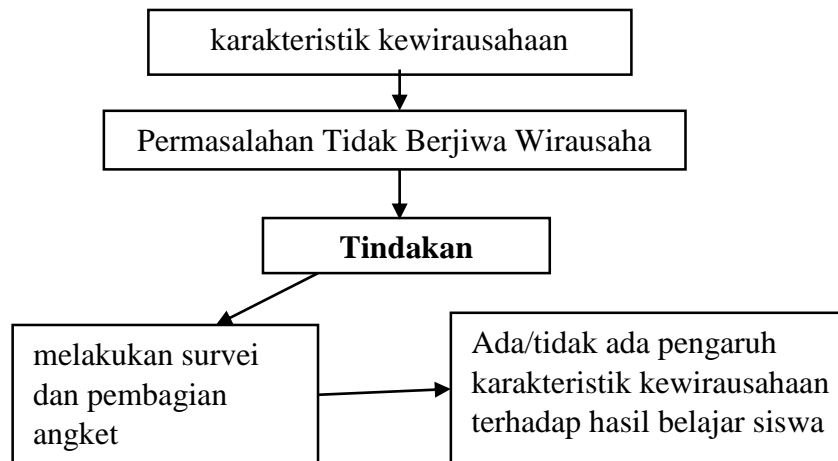 karakteristik kewirausahaan
Permasalahan Tidak Berjiwa Wirausaha
Tindakan
melakukan survei
dan pembagian
angket
Ada/tidak ada pengaruh
karakteristik kewirausahaan
terhadap hasil belajar siswa